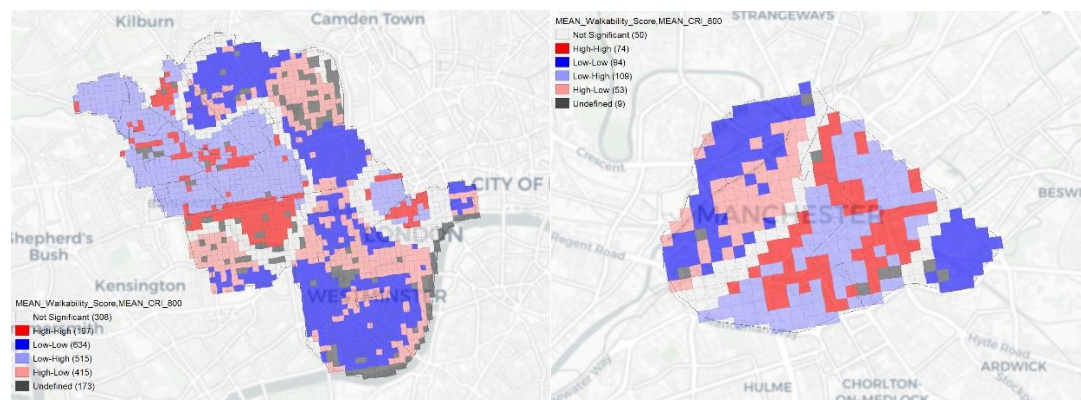 Kilburn
Camden Town
CITY OF
LONDON
Shepherd's
Bush
Kensington
WESTMINSTER
MEAN_Walkability_Score,MEAN_CRI_800
Not Significant (308)
High-High (197)
Low-Low (634)
Low-High (515)
High-Low (415)
Undefined (173)
STRANGEWAYS
MEAN_Walkability_Score,MEAN_CRI_800
Not Significant (50)
High-High (74)
Low-Low (94)
Low-High (109)
High-Low (53)
Undefined (9)
Crescent
MANCHESTER
BESWI
Regent Road
Hyde Road
ARDWICK
HULME
CHORLTON-
ON-MEDLOCK